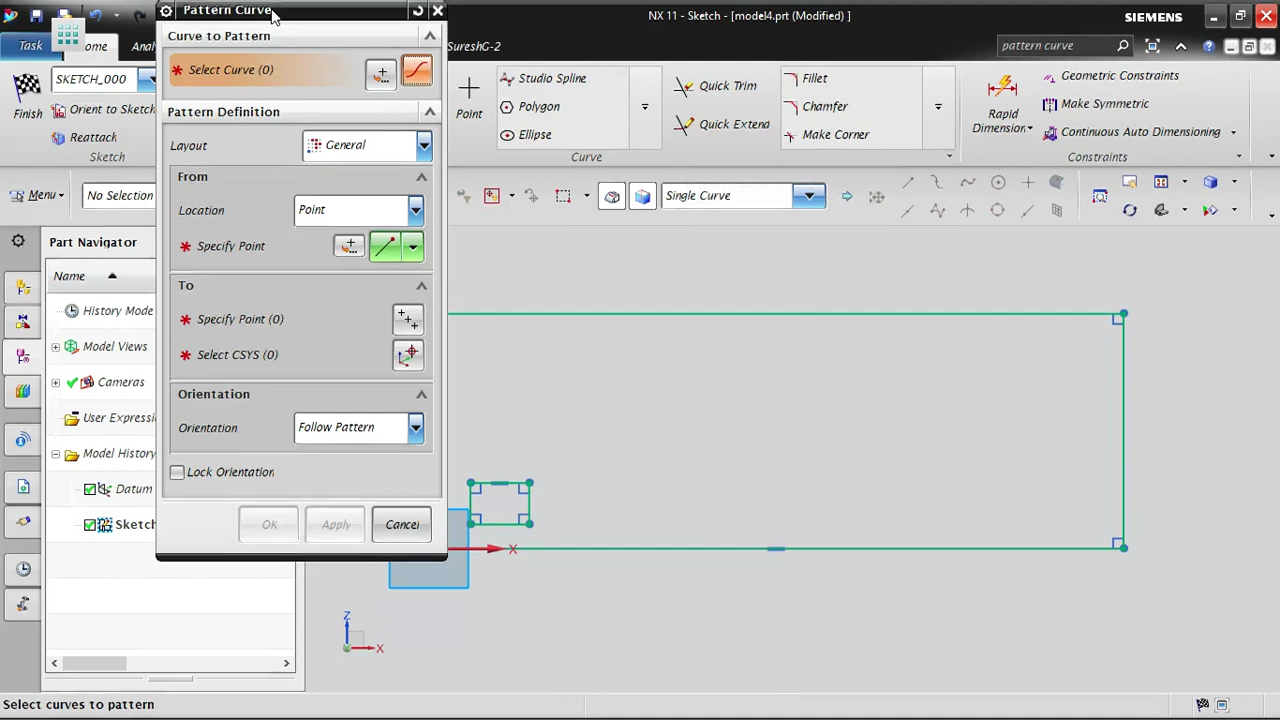 Pattern Curve
NX 11 - Sketch - [model4.prt (Modified) ]
SIEMENS
Task
ome
Curve to Pattern
SureshG-2
pattern curve
* Select Curve (0)
SKETCH_000
Finish
Orient to Sketch
Reattach
Sketch
Point
Studio Spline
Polygon
Ellipse
Quick Trim
Quick Extend
Fillet
Chamfer
Make Corner
Curve
Rapid
Dimension
Geometric Constraints
Make Symmetric
Continuous Auto Dimensioning
Constraints
Pattern Definition
Layout
General
From
Location
Point
* Specify Point
To
* Specify Point (0)
* Select CSYS (0)
Orientation
Orientation
Follow Pattern
Lock Orientation
OK
Apply
Cancel
Menu
No Selection
Single Curve
Part Navigator
Name
History Mode
Model Views
Cameras
User Expressi
Model History
Datum
Sketch
X
Z
X
Select curves to pattern